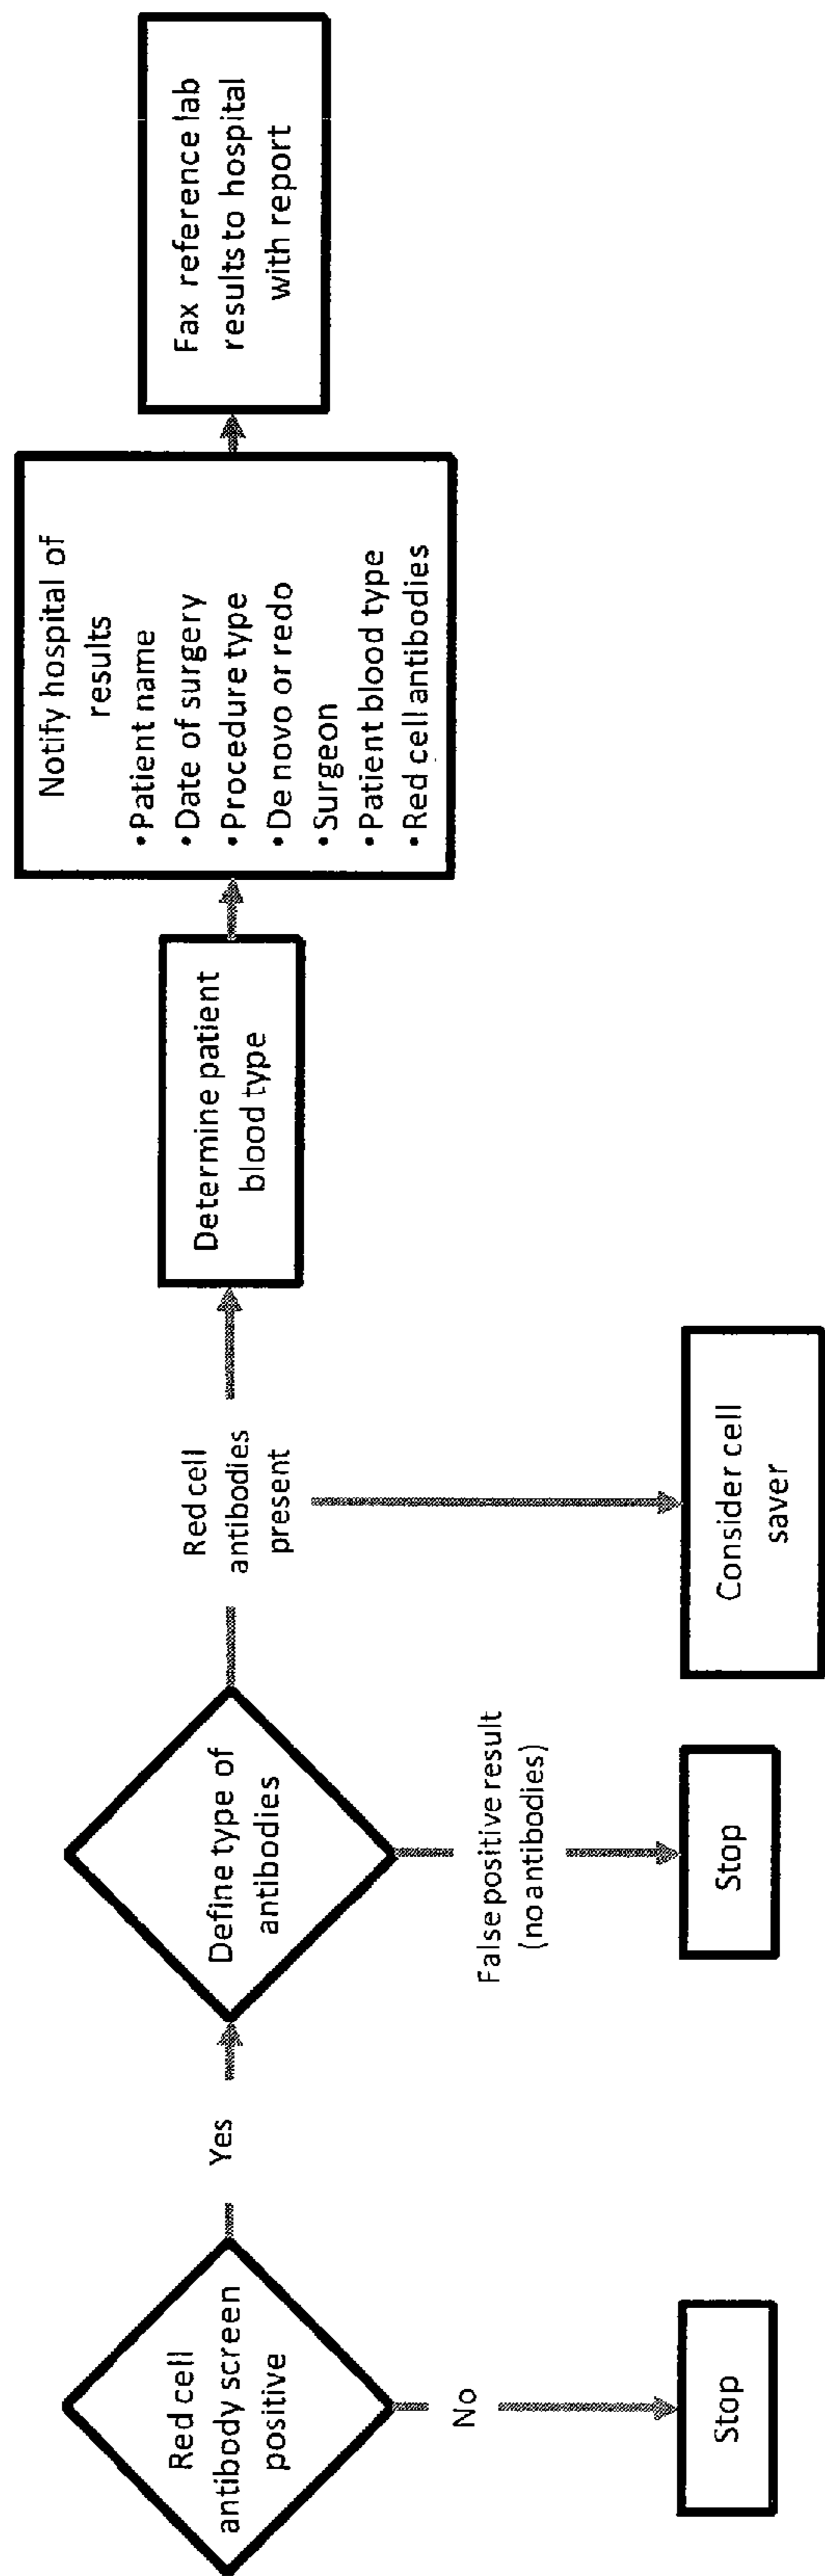 Red cell
antibody screen
positive
Yes
No
Stop
Define type of
antibodies
False positive result
(no antibodies)
Stop
Red cell
antibodies
present
Consider cell
saver
Determine patient
blood type
Notify hospital of
results
•Patient name
•Date of surgery
•Procedure type
•De novo or redo
•Surgeon
•Patient blood type
•Red cell antibodies
Fax reference lab
results to hospital
with report